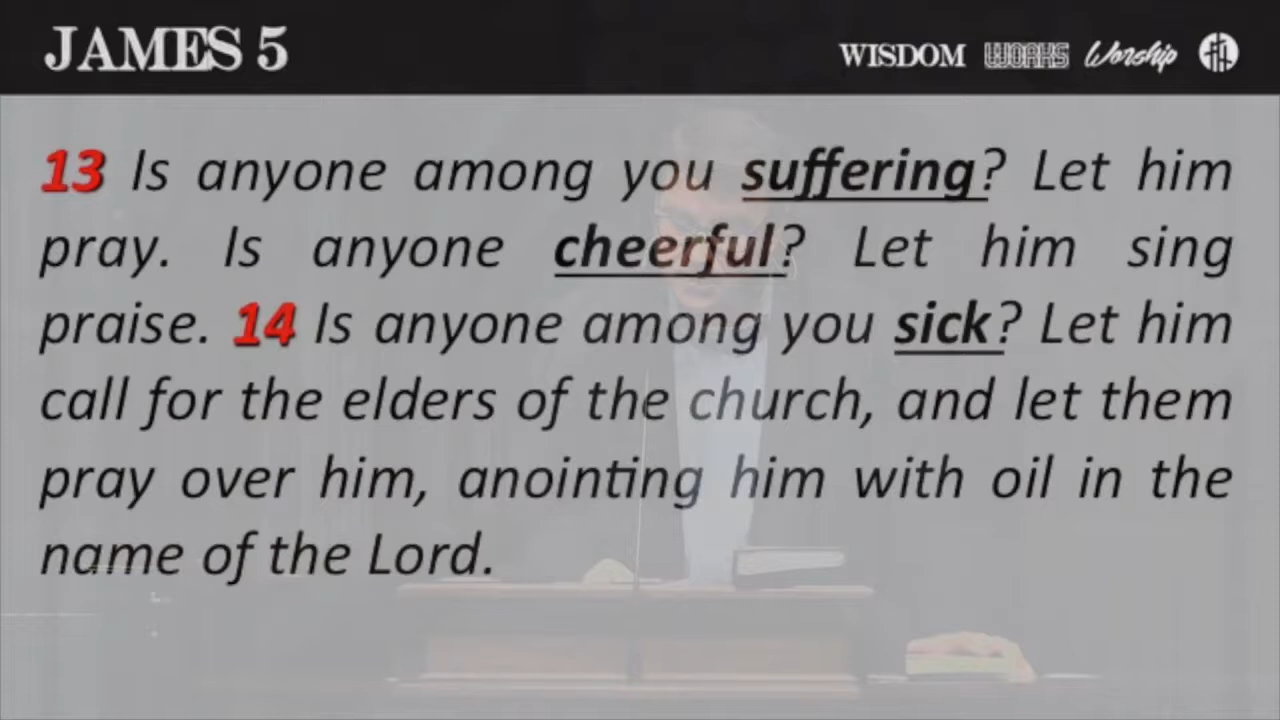 JAMES 5
WISDOM WORKS Worship
13 Is anyone among you suffering? Let him
pray. Is anyone cheerful? Let him sing
praise. 14 Is anyone among you sick? Let him
call for the elders of the church, and let them
pray over him, anointing him with oil in the
name of the Lord.